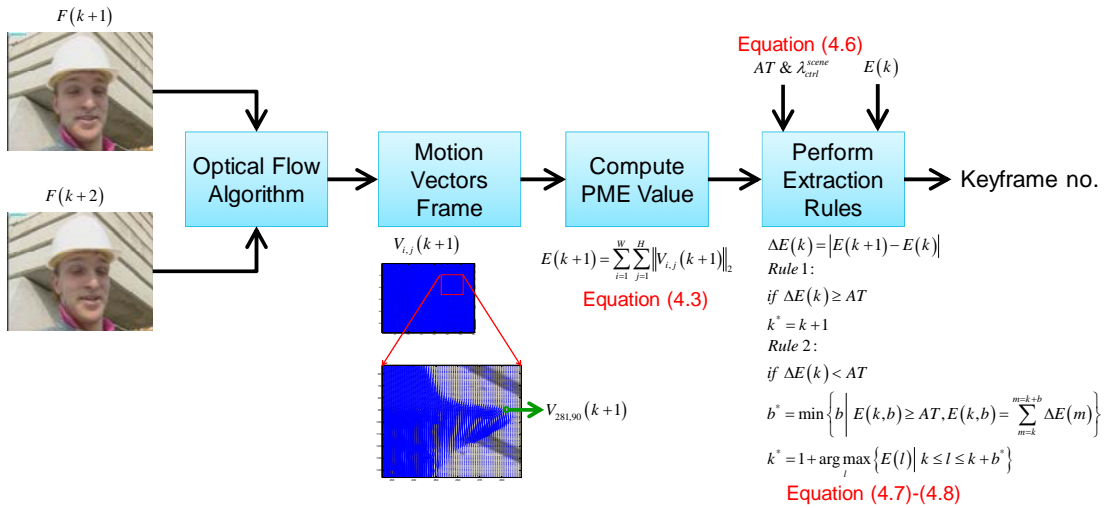 F(k+1)
F(k+2)
Optical Flow
Algorithm
Motion
Vectors
Frame
V_{i,j}(k+1)
V_{281,90}(k+1)
Compute
PME Value
E(k+1) = \sum_{i=1}^{W} \sum_{j=1}^{H} \|V_{i,j}(k+1)\|_2
Equation (4.3)
Equation (4.6)
AT & λ_{ctrl}^{scene}
E(k)
Perform
Extraction
Rules
Keyframe no.
ΔE(k) = |E(k+1) − E(k)|
Rule 1:
if ΔE(k) ≥ AT
k* = k+1
Rule 2:
if ΔE(k) < AT
b* = min{b | E(k,b) ≥ AT, E(k,b) = \sum_{m=k}^{m=k+b} ΔE(m)}
k* = 1 + arg max_l {E(l) | k ≤ l ≤ k+b*}
Equation (4.7)-(4.8)